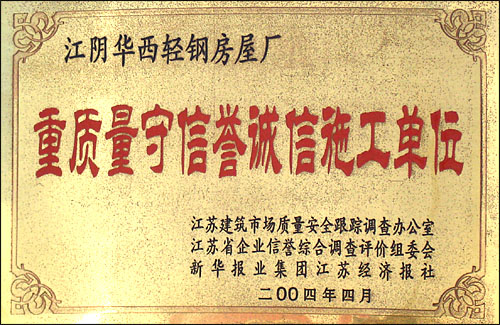 江阴华西轻钢房屋厂
重质量守信誉诚信施工单位
江苏建筑市场质量安全跟踪调查办公室
江苏省企业信誉综合调查评价组委会
新华报业集团江苏经济报社
二00四年四月